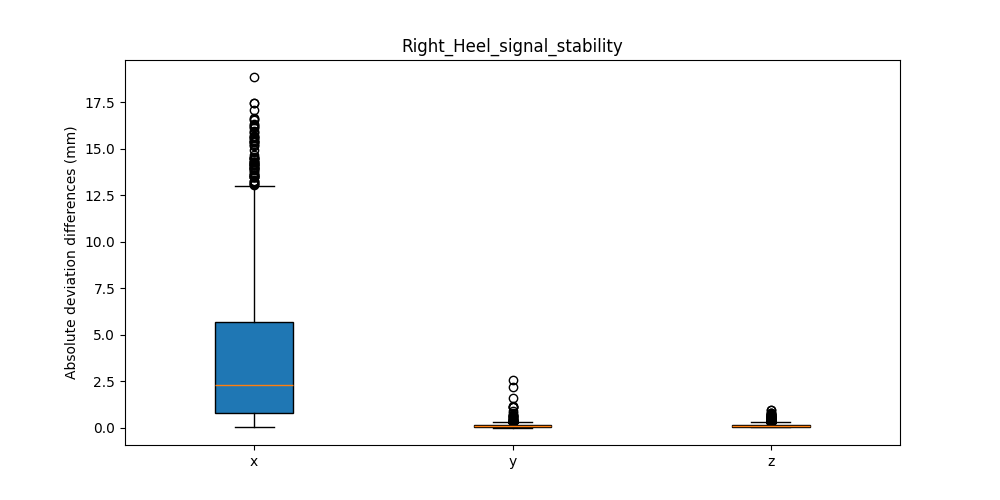 Right_Heel_signal_stability
Absolute deviation differences (mm)
17.5
15.0
12.5
10.0
7.5
5.0
2.5
0.0
x y z